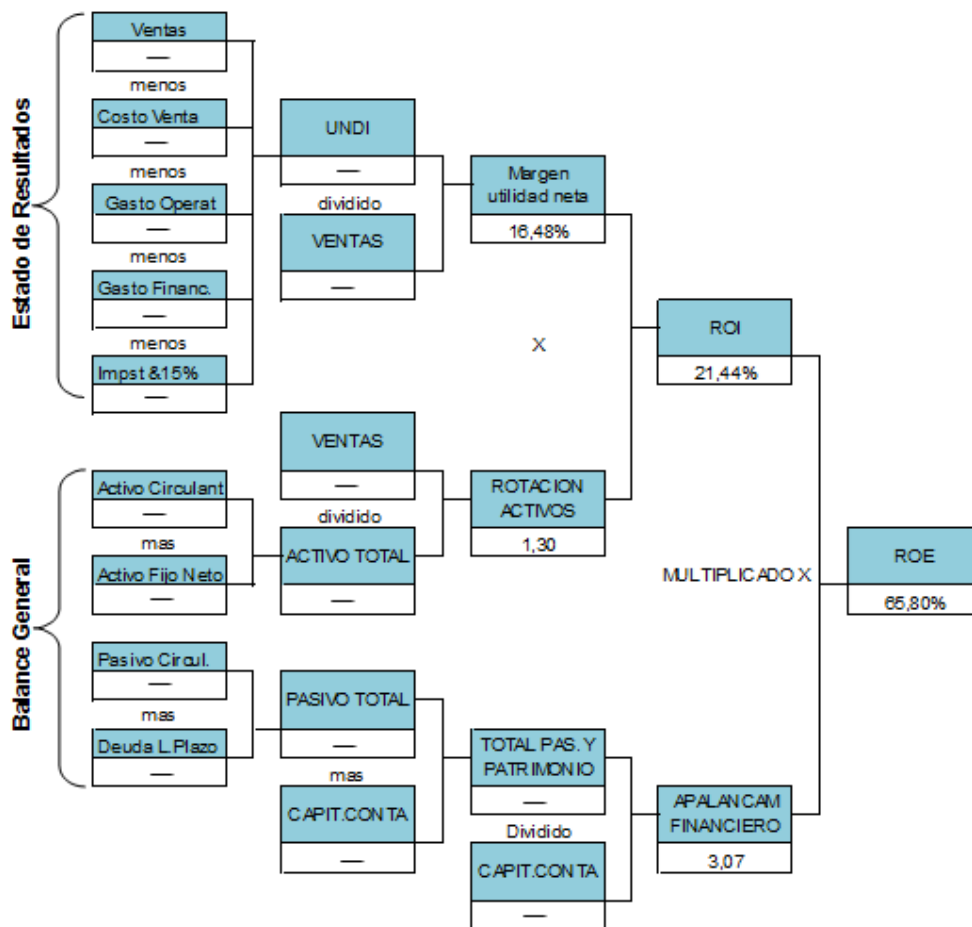 Estado de Resultados
Ventas
—
menos
Costo Venta
—
menos
Gasto Operat
—
menos
Gasto Financ.
—
menos
Impst &15%
—
UNDI
—
dividido
VENTAS
—
Margen
utilidad neta
16,48%
X
ROI
21,44%
Balance General
Activo Circulant
—
mas
Activo Fijo Neto
—
VENTAS
—
dividido
ACTIVO TOTAL
—
ROTACION
ACTIVOS
1,30
MULTIPLICADO X
ROE
65,80%
Pasivo Circul.
—
mas
Deuda L.Plazo
—
PASIVO TOTAL
—
mas
CAPIT.CONTA
—
TOTAL PAS. Y
PATRIMONIO
—
Dividido
CAPIT.CONTA
—
APALANCAM
FINANCIERO
3,07